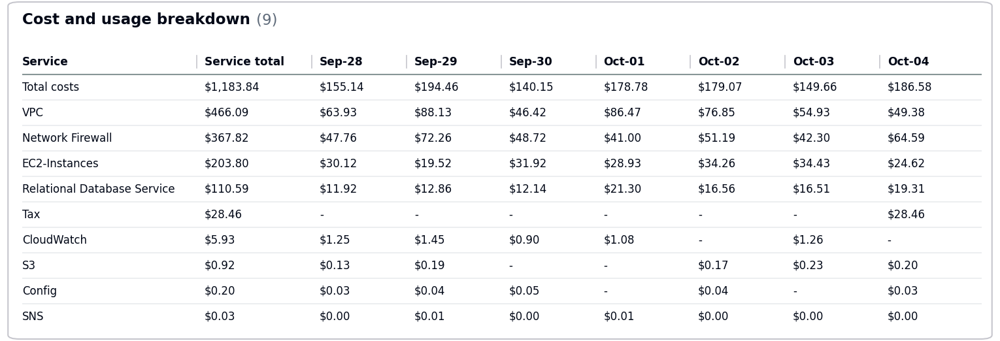 Cost and usage breakdown (9)
Service Service total Sep-28 Sep-29 Sep-30 Oct-01 Oct-02 Oct-03 Oct-04
Total costs $1,183.84 $155.14 $194.46 $140.15 $178.78 $179.07 $149.66 $186.58
VPC $466.09 $63.93 $88.13 $46.42 $86.47 $76.85 $54.93 $49.38
Network Firewall $367.82 $47.76 $72.26 $48.72 $41.00 $51.19 $42.30 $64.59
EC2-Instances $203.80 $30.12 $19.52 $31.92 $28.93 $34.26 $34.43 $24.62
Relational Database Service $110.59 $11.92 $12.86 $12.14 $21.30 $16.56 $16.51 $19.31
Tax $28.46 - - - - - - $28.46
CloudWatch $5.93 $1.25 $1.45 $0.90 $1.08 - $1.26 -
S3 $0.92 $0.13 $0.19 - - $0.17 $0.23 $0.20
Config $0.20 $0.03 $0.04 $0.05 - $0.04 - $0.03
SNS $0.03 $0.00 $0.01 $0.00 $0.01 $0.00 $0.00 $0.00